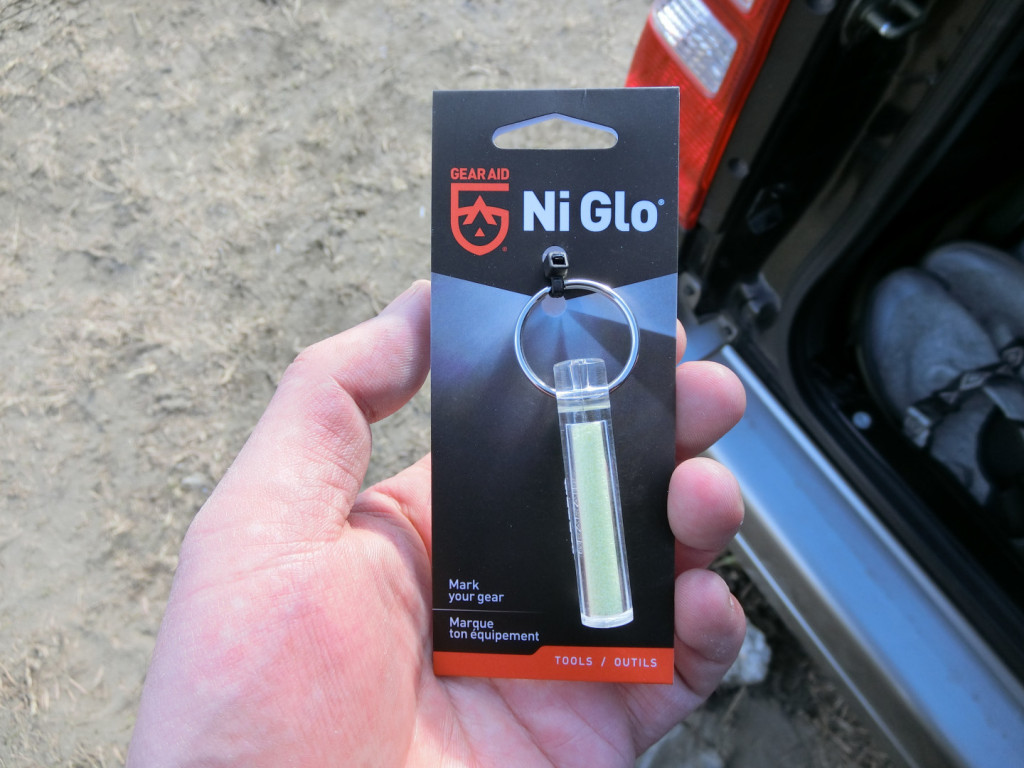 GEAR AID
Ni Glo®
Mark
your gear
Marque
ton équipement
TOOLS / OUTILS